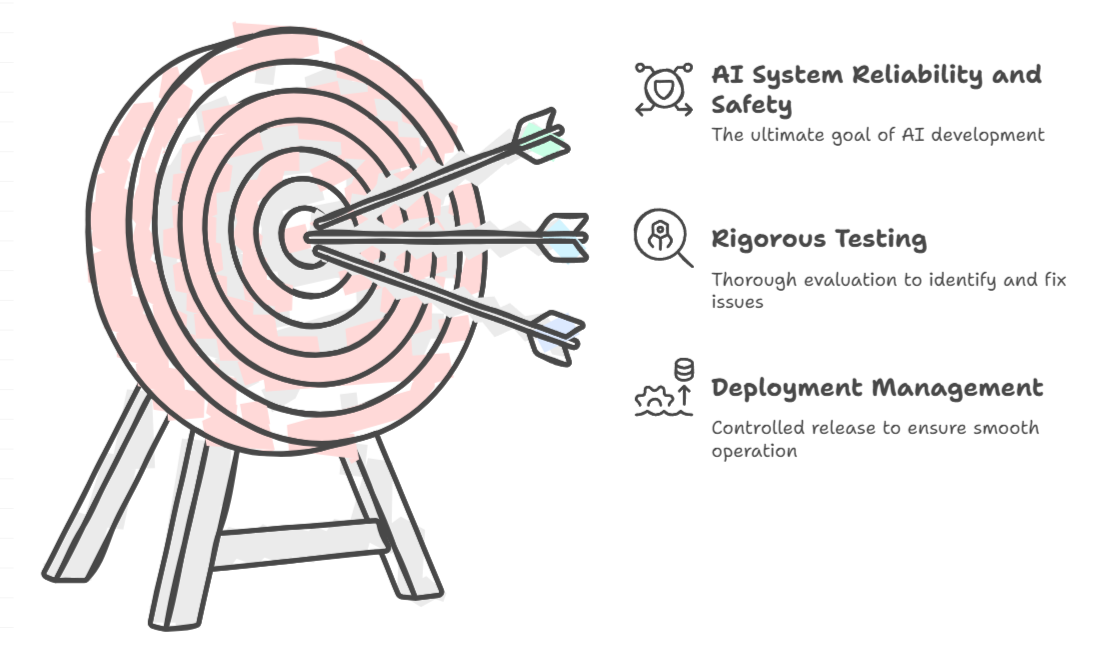 AI System Reliability and
Safety
The ultimate goal of AI development
Rigorous Testing
Thorough evaluation to identify and fix
issues
Deployment Management
Controlled release to ensure smooth
operation